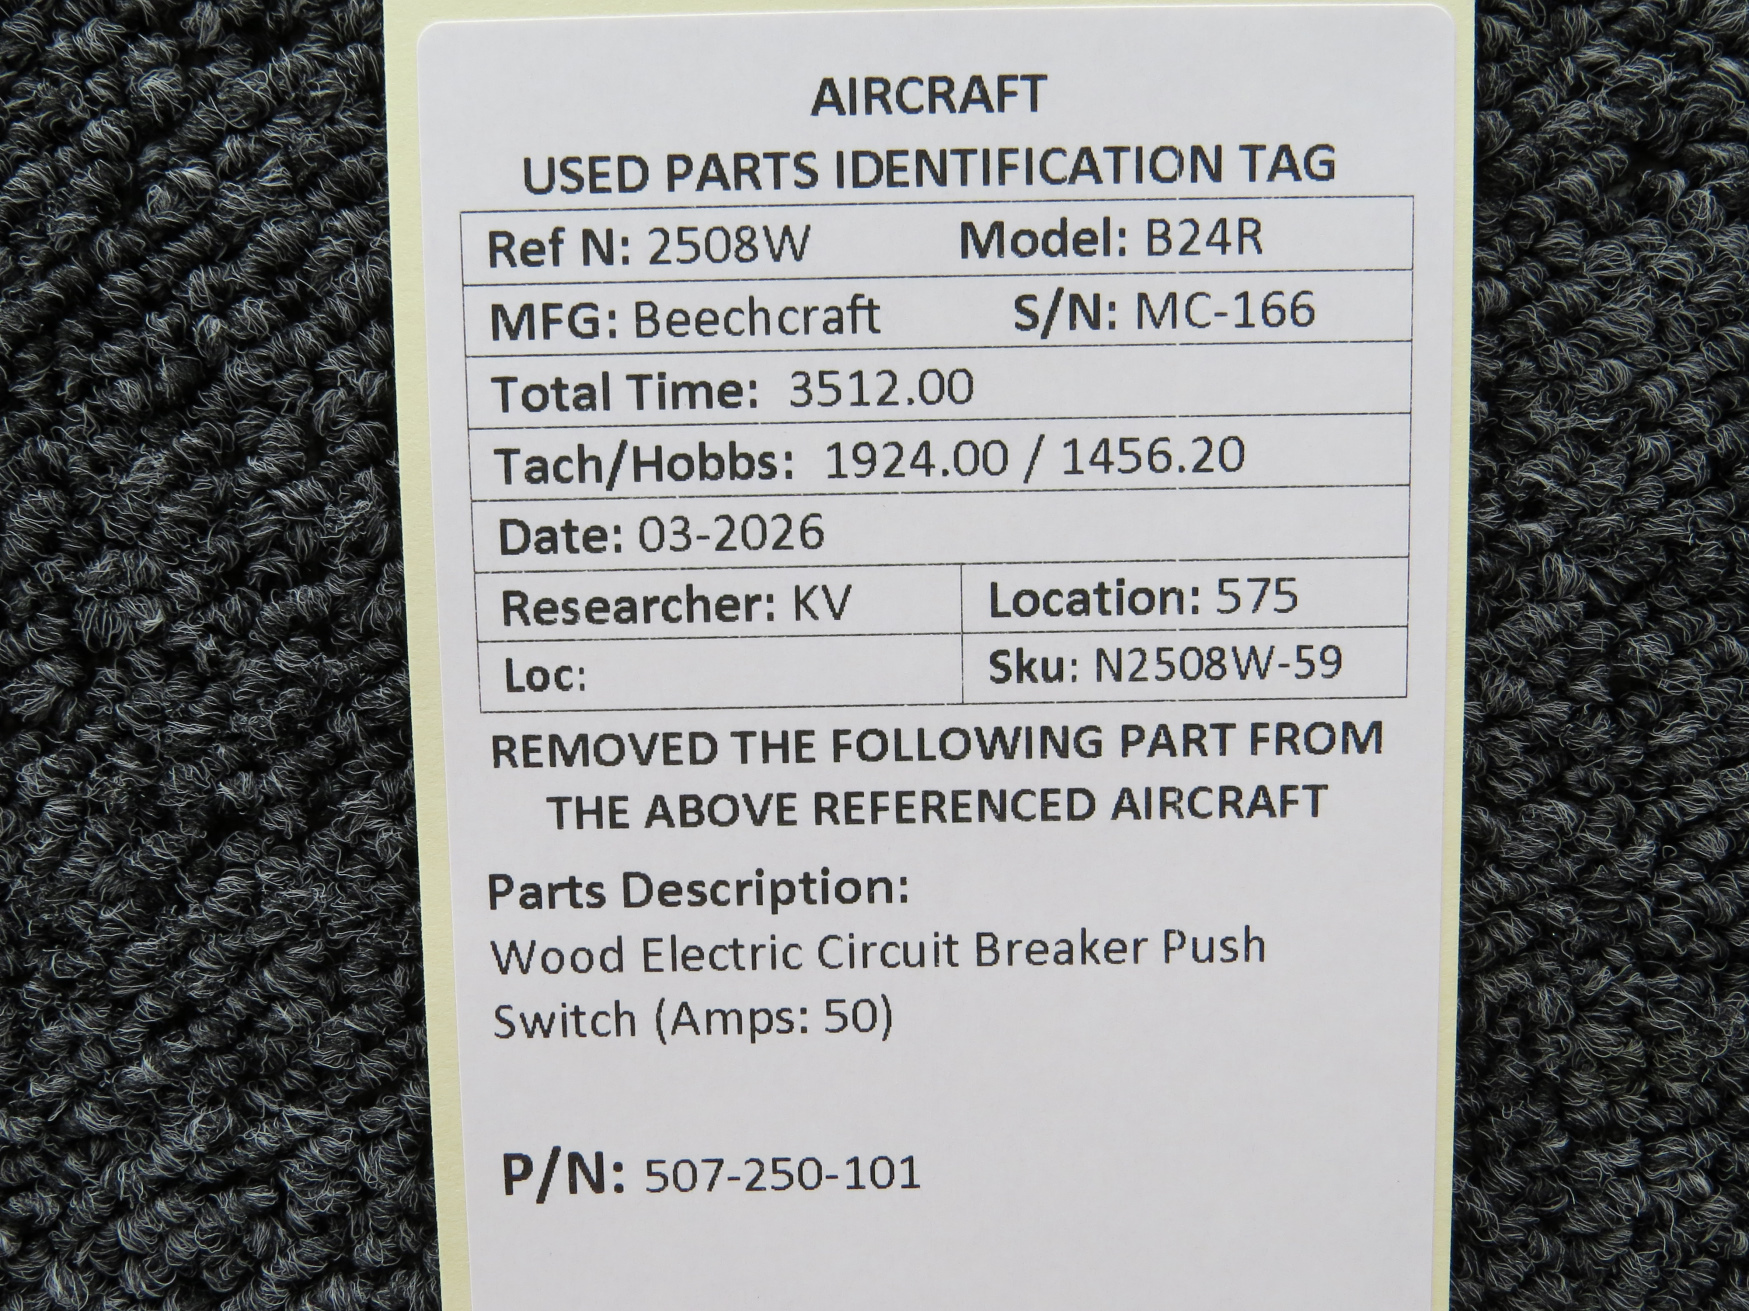 AIRCRAFT
USED PARTS IDENTIFICATION TAG
Ref N: 2508W Model: B24R
MFG: Beechcraft S/N: MC-166
Total Time: 3512.00
Tach/Hobbs: 1924.00 / 1456.20
Date: 03-2026
Researcher: KV Location: 575
Loc: Sku: N2508W-59
REMOVED THE FOLLOWING PART FROM
THE ABOVE REFERENCED AIRCRAFT
Parts Description:
Wood Electric Circuit Breaker Push
Switch (Amps: 50)
P/N: 507-250-101